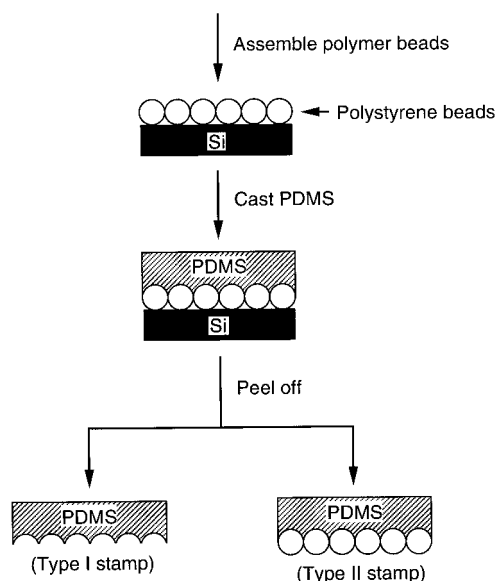 Assemble polymer beads
Polystyrene beads
Si
Cast PDMS
PDMS
Si
Peel off
PDMS
PDMS
(Type I stamp)
(Type II stamp)